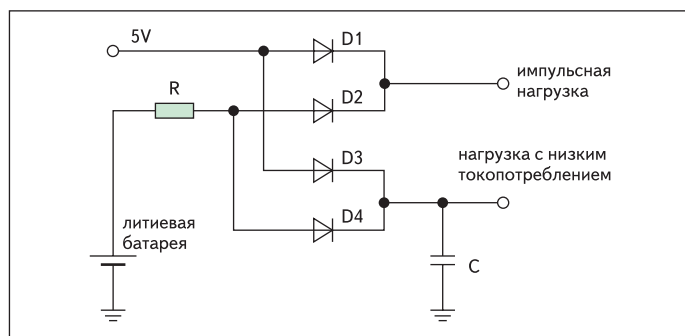 5V
D1
импульсная
нагрузка
R
D2
D3
нагрузка с низким
токопотреблением
D4
литиевая
батарея
C